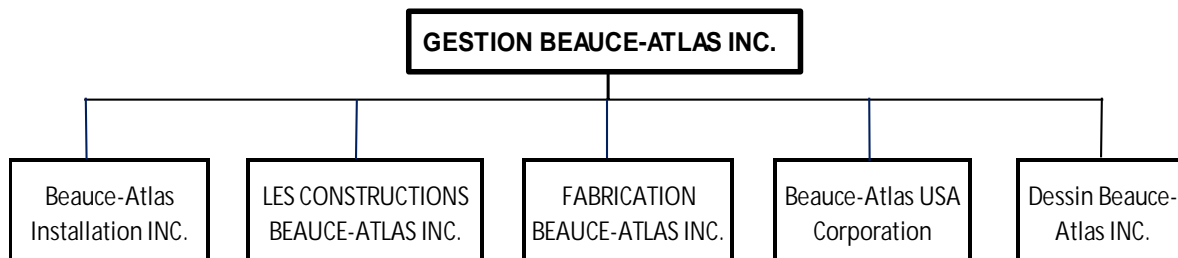 GESTION BEAUCE-ATLAS INC.
Beauce-Atlas
Installation INC.
LES CONSTRUCTIONS
BEAUCE-ATLAS INC.
FABRICATION
BEAUCE-ATLAS INC.
Beauce-Atlas USA
Corporation
Dessin Beauce-
Atlas INC.